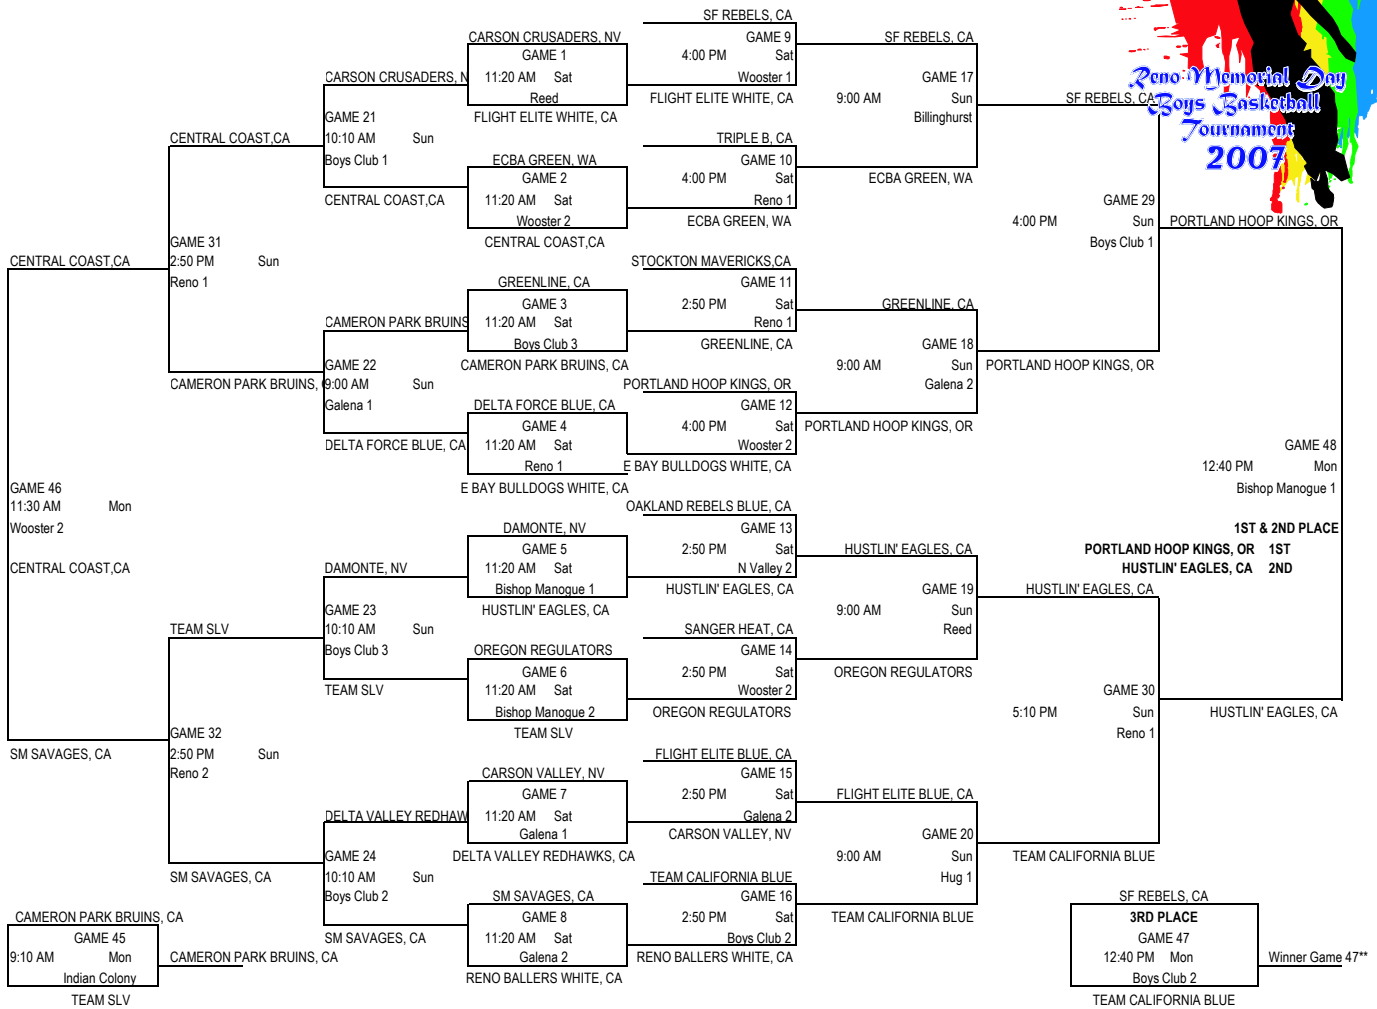 SF REBELS, CA
CARSON CRUSADERS, NV
GAME 9
SF REBELS, CA
GAME 1
4:00 PM Sat
CARSON CRUSADERS, N
11:20 AM Sat
Wooster 1
GAME 17
Reno Memorial Day
Boys Basketball
Tournament
2007
Reed
FLIGHT ELITE WHITE, CA
9:00 AM Sun
SF REBELS, CA
GAME 21
FLIGHT ELITE WHITE, CA
Billinghurst
CENTRAL COAST,CA
10:10 AM Sun
TRIPLE B, CA
Boys Club 1
ECBA GREEN, WA
GAME 10
GAME 2
4:00 PM Sat
ECBA GREEN, WA
CENTRAL COAST,CA
11:20 AM Sat
Reno 1
GAME 29
Wooster 2
ECBA GREEN, WA
4:00 PM Sun
PORTLAND HOOP KINGS, OR
GAME 31
CENTRAL COAST,CA
Boys Club 1
CENTRAL COAST,CA
2:50 PM Sun
STOCKTON MAVERICKS,CA
Reno 1
GREENLINE, CA
GAME 11
GAME 3
2:50 PM Sat
GREENLINE, CA
CAMERON PARK BRUINS
11:20 AM Sat
Reno 1
Boys Club 3
GREENLINE, CA
GAME 18
GAME 22
CAMERON PARK BRUINS, CA
9:00 AM Sun
PORTLAND HOOP KINGS, OR
CAMERON PARK BRUINS,
9:00 AM Sun
PORTLAND HOOP KINGS, OR
Galena 2
Galena 1
DELTA FORCE BLUE, CA
GAME 12
GAME 4
4:00 PM Sat
PORTLAND HOOP KINGS, OR
DELTA FORCE BLUE, CA
11:20 AM Sat
Wooster 2
GAME 48
Reno 1
E BAY BULLDOGS WHITE, CA
12:40 PM Mon
GAME 46
E BAY BULLDOGS WHITE, CA
Bishop Manogue 1
11:30 AM Mon
OAKLAND REBELS BLUE, CA
Wooster 2
DAMONTE, NV
GAME 13
1ST & 2ND PLACE
GAME 5
2:50 PM Sat
HUSTLIN' EAGLES, CA
PORTLAND HOOP KINGS, OR 1ST
CENTRAL COAST,CA
DAMONTE, NV
11:20 AM Sat
N Valley 2
HUSTLIN' EAGLES, CA 2ND
Bishop Manogue 1
HUSTLIN' EAGLES, CA
GAME 19
HUSTLIN' EAGLES, CA
GAME 23
HUSTLIN' EAGLES, CA
9:00 AM Sun
TEAM SLV
10:10 AM Sun
SANGER HEAT, CA
Reed
Boys Club 3
OREGON REGULATORS
GAME 14
GAME 6
2:50 PM Sat
OREGON REGULATORS
TEAM SLV
11:20 AM Sat
Wooster 2
GAME 30
Bishop Manogue 2
OREGON REGULATORS
5:10 PM Sun
HUSTLIN' EAGLES, CA
GAME 32
TEAM SLV
Reno 1
SM SAVAGES, CA
2:50 PM Sun
FLIGHT ELITE BLUE, CA
Reno 2
CARSON VALLEY, NV
GAME 15
GAME 7
2:50 PM Sat
FLIGHT ELITE BLUE, CA
DELTA VALLEY REDHAW
11:20 AM Sat
Galena 2
Galena 1
CARSON VALLEY, NV
GAME 20
GAME 24
DELTA VALLEY REDHAWKS, CA
9:00 AM Sun
TEAM CALIFORNIA BLUE
SM SAVAGES, CA
10:10 AM Sun
TEAM CALIFORNIA BLUE
Hug 1
Boys Club 2
SM SAVAGES, CA
GAME 16
SF REBELS, CA
CAMERON PARK BRUINS, CA
GAME 8
2:50 PM Sat
TEAM CALIFORNIA BLUE
3RD PLACE
GAME 45
SM SAVAGES, CA
11:20 AM Sat
Boys Club 2
GAME 47
9:10 AM Mon
CAMERON PARK BRUINS, CA
Galena 2
RENO BALLERS WHITE, CA
12:40 PM Mon
Winner Game 47**
Indian Colony
RENO BALLERS WHITE, CA
Boys Club 2
TEAM SLV
TEAM CALIFORNIA BLUE